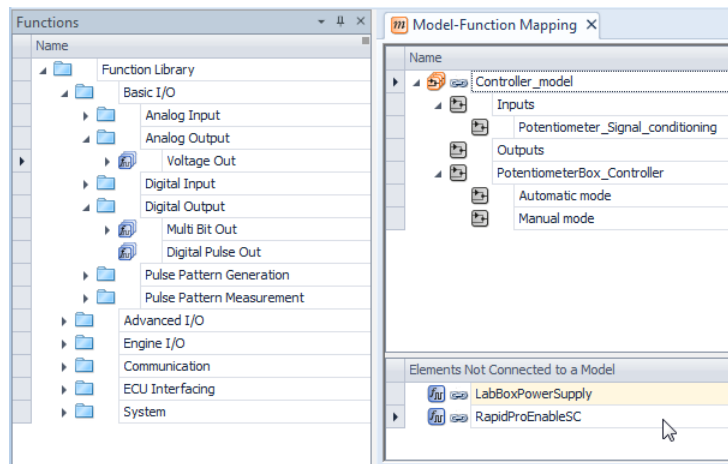 Functions
Name
Function Library
Basic I/O
Analog Input
Analog Output
Voltage Out
Digital Input
Digital Output
Multi Bit Out
Digital Pulse Out
Pulse Pattern Generation
Pulse Pattern Measurement
Advanced I/O
Engine I/O
Communication
ECU Interfacing
System
Model-Function Mapping
Name
Controller_model
Inputs
Potentiometer_Signal_conditioning
Outputs
PotentiometerBox_Controller
Automatic mode
Manual mode
Elements Not Connected to a Model
LabBoxPowerSupply
RapidProEnableSC